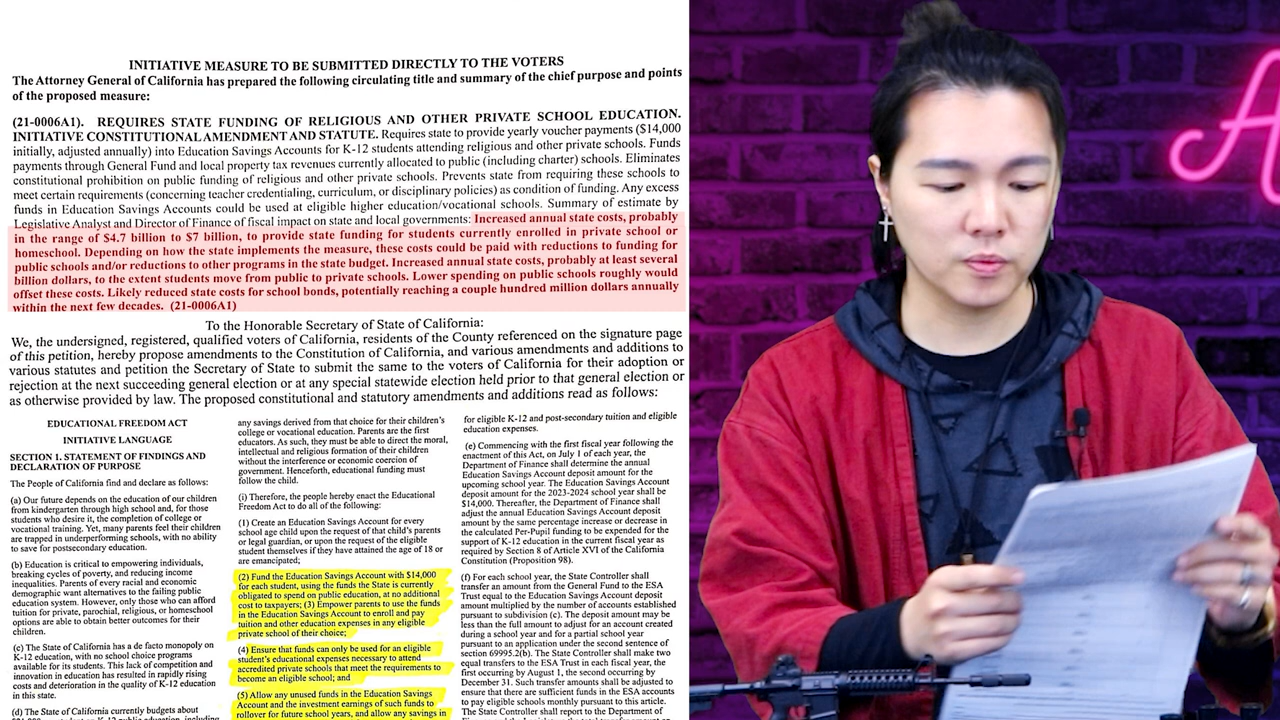 INITIATIVE MEASURE TO BE SUBMITTED DIRECTLY TO THE VOTERS
The Attorney General of California has prepared the following circulating title and summary of the chief purpose and points
of the proposed measure:
(21-0006A1). REQUIRES STATE FUNDING OF RELIGIOUS AND OTHER PRIVATE SCHOOL EDUCATION.
INITIATIVE CONSTITUTIONAL AMENDMENT AND STATUTE. Requires state to provide yearly voucher payments ($14,000
initially, adjusted annually) into Education Savings Accounts for K-12 students attending religious and other private schools. Funds
payments through General Fund and local property tax revenues currently allocated to public (including charter) schools. Eliminates
constitutional prohibition on public funding of religious and other private schools. Prevents state from requiring these schools to
meet certain requirements (concerning teacher credentialing, curriculum, or disciplinary policies) as condition of funding. Any excess
funds in Education Savings Accounts could be used at eligible higher education/vocational schools. Summary of estimate by
Legislative Analyst and Director of Finance of fiscal impact on state and local governments: Increased annual state costs, probably
in the range of $4.7 billion to $7 billion, to provide state funding for students currently enrolled in private school or
homeschool. Depending on how the state implements the measure, these costs could be paid with reductions to funding for
public schools and/or reductions to other programs in the state budget. Increased annual state costs, probably at least several
billion dollars, to the extent students move from public to private schools. Lower spending on public schools roughly would
offset these costs. Likely reduced state costs for school bonds, potentially reaching a couple hundred million dollars annually
within the next few decades. (21-0006A1)
To the Honorable Secretary of State of California:
We, the undersigned, registered, qualified voters of California, residents of the County referenced on the signature page
of this petition, hereby propose amendments to the Constitution of California, and various amendments and additions to
various statutes and petition the Secretary of State to submit the same to the voters of California for their adoption or
rejection at the next succeeding general election or at any special statewide election held prior to that general election or
as otherwise provided by law. The proposed constitutional and statutory amendments and additions read as follows:
EDUCATIONAL FREEDOM ACT
INITIATIVE LANGUAGE
SECTION 1. STATEMENT OF FINDINGS AND
DECLARATION OF PURPOSE
The People of California find and declare as follows:
(a) Our future depends on the education of our children
from kindergarten through high school and, for those
students who desire it, the completion of college or
vocational training. Yet, many parents feel their children
are trapped in underperforming schools, with no ability
to save for postsecondary education.
(b) Education is critical to empowering individuals,
breaking cycles of poverty, and reducing income
inequalities. Parents of every racial and economic
demographic want alternatives to the failing public
education system. However, only those who can afford
tuition for private, parochial, religious, or homeschool
options are able to obtain better outcomes for their
children.
(c) The State of California has a de facto monopoly on
K-12 education, with no school choice programs
available for its students. This lack of competition and
innovation in education has resulted in rapidly rising
costs and deterioration in the quality of K-12 education
in this state.
(d) The State of California currently budgets about
any savings derived from that choice for their children's
college or vocational education. Parents are the first
educators. As such, they must be able to direct the moral,
intellectual and religious formation of their children
without the interference or economic coercion of
government. Henceforth, educational funding must
follow the child.
(i) Therefore, the people hereby enact the Educational
Freedom Act to do all of the following:
(1) Create an Education Savings Account for every
school age child upon the request of that child's parents
or legal guardian, or upon the request of the eligible
student themselves if they have attained the age of 18 or
are emancipated;
(2) Fund the Education Savings Account with $14,000
for each student, using the funds the State is currently
obligated to spend on public education, at no additional
cost to taxpayers; (3) Empower parents to use the funds
in the Education Savings Account to enroll and pay
tuition and other education expenses in any eligible
private school of their choice;
(4) Ensure that funds can only be used for an eligible
student's educational expenses necessary to attend
accredited private schools that meet the requirements to
become an eligible school; and
(5) Allow any unused funds in the Education Savings
Account and the investment earnings of such funds to
rollover for future school years, and allow any savings in
for eligible K-12 and post-secondary tuition and eligible
education expenses.
(e) Commencing with the first fiscal year following the
enactment of this Act, on July 1 of each year, the
Department of Finance shall determine the annual
Education Savings Account deposit amount for the
upcoming school year. The Education Savings Account
deposit amount for the 2023-2024 school year shall be
$14,000. Thereafter, the Department of Finance shall
adjust the annual Education Savings Account deposit
amount by the same percentage increase or decrease in
the calculated Per-Pupil funding to be expended for the
support of K-12 education in the current fiscal year as
required by Section 8 of Article XVI of the California
Constitution (Proposition 98).
(f) For each school year, the State Controller shall
transfer an amount from the General Fund to the ESA
Trust equal to the Education Savings Account deposit
amount multiplied by the number of accounts established
pursuant to subdivision (c). The deposit amount may be
less than the full amount to adjust for an account created
during a school year and for a partial school year
pursuant to an application under the second sentence of
section 69995.2(b). The State Controller shall make two
equal transfers to the ESA Trust in each fiscal year, the
first occurring by August 1, the second occurring by
December 31. Such transfer amounts shall be adjusted to
ensure that there are sufficient funds in the ESA accounts
to pay eligible schools monthly pursuant to this article.
The State Controller shall report to the Department of